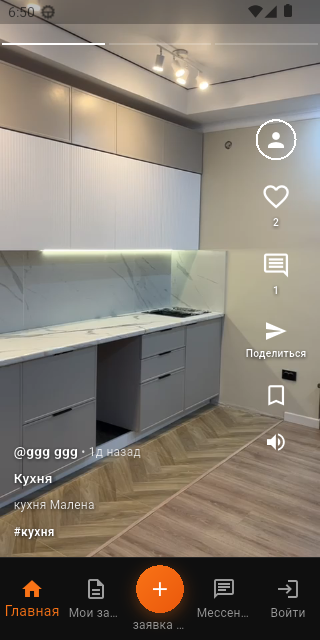 6:50
2
1
Поделиться
@ggg ggg • 1д назад
Кухня
кухня Малена
#кухня
Главная
Мои за...
заявка ...
Мессен...
Войти